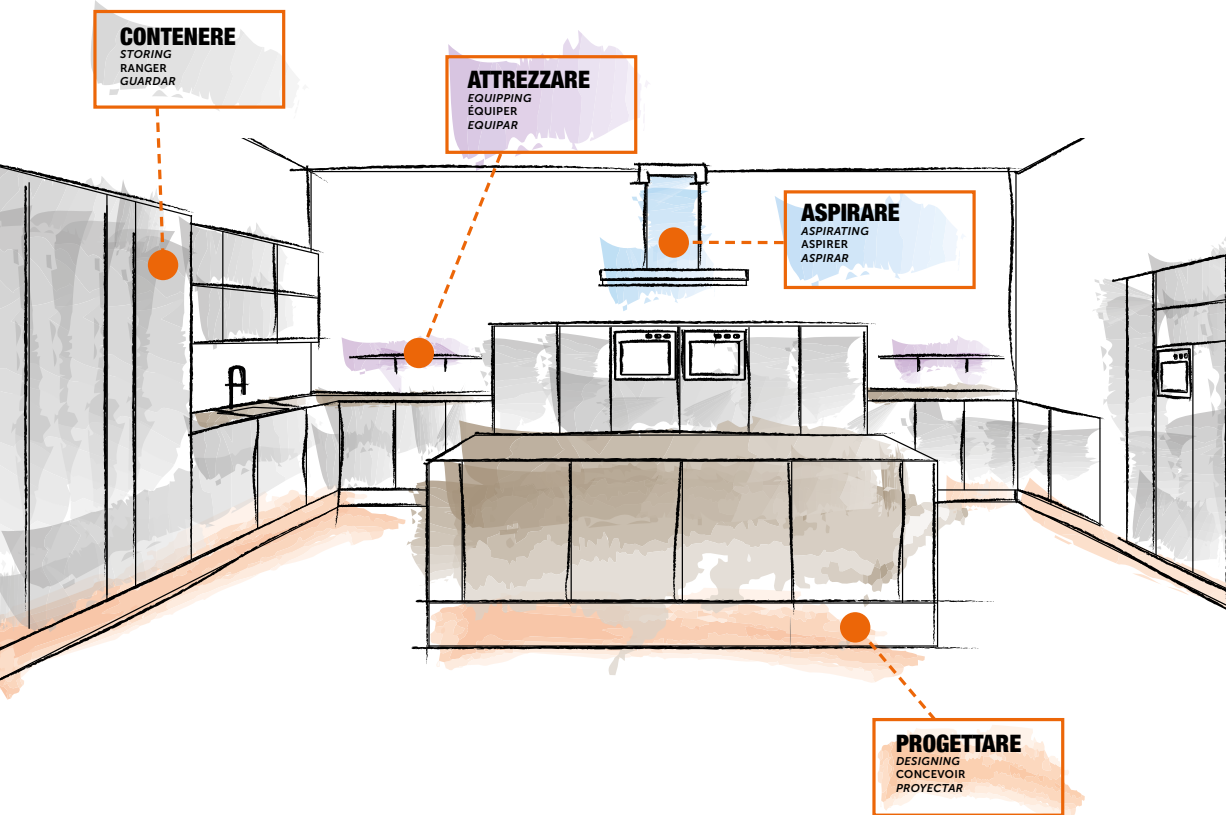 CONTENERE
STORING
RANGER
GUARDAR
ATTREZZARE
EQUIPPING
ÉQUIPER
EQUIPAR
ASPIRARE
ASPIRATING
ASPIRER
ASPIRAR
PROGETTARE
DESIGNING
CONCEVOIR
PROYECTAR